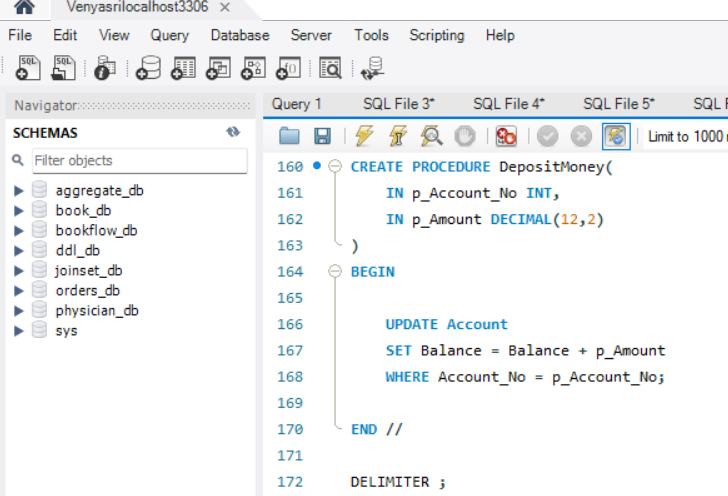 Venyasrilocalhost3306 ×
File Edit View Query Database Server Tools Scripting Help
SQL SQL
Navigator
SCHEMAS
Filter objects
aggregate_db
book_db
bookflow_db
ddl_db
joinset_db
orders_db
physician_db
sys
Query 1 SQL File 3* SQL File 4* SQL File 5* SQL
Limit to 1000
160 CREATE PROCEDURE DepositMoney(
161 IN p_Account_No INT,
162 IN p_Amount DECIMAL(12,2)
163 )
164 BEGIN
165
166 UPDATE Account
167 SET Balance = Balance + p_Amount
168 WHERE Account_No = p_Account_No;
169
170 END //
171
172 DELIMITER ;